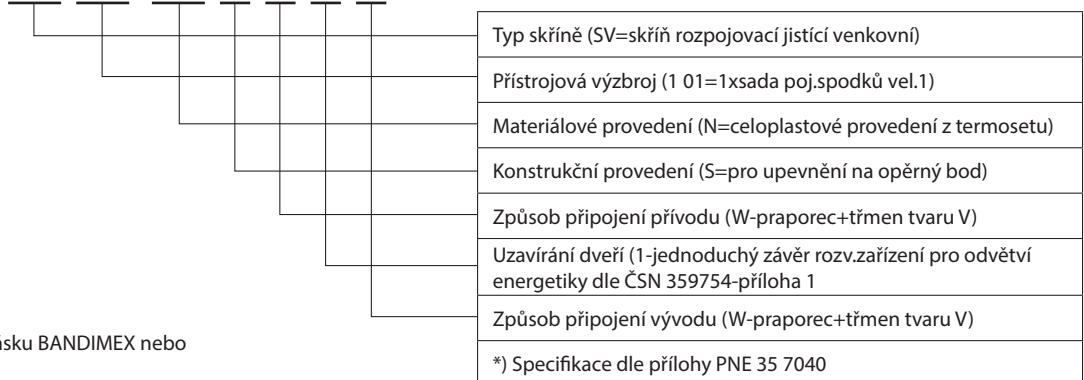 Typ skříně (SV=skříň rozpojovací jistící venkovní)
Přístrojová výzbroj (1 01=1xsada poj.spodků vel.1)
Materiálové provedení (N=celoplastové provedení z termosetu)
Konstrukční provedení (S=pro upevnění na opěrný bod)
Způsob připojení přívodu (W-praporec+třmen tvaru V)
Uzavírání dveří (1-jednoduchý závěr rozv.zařízení pro odvětví
energetiky dle ČSN 359754-příloha 1
Způsob připojení vývodu (W-praporec+třmen tvaru V)
*) Specifikace dle přílohy PNE 35 7040
BANDIMEX nebo